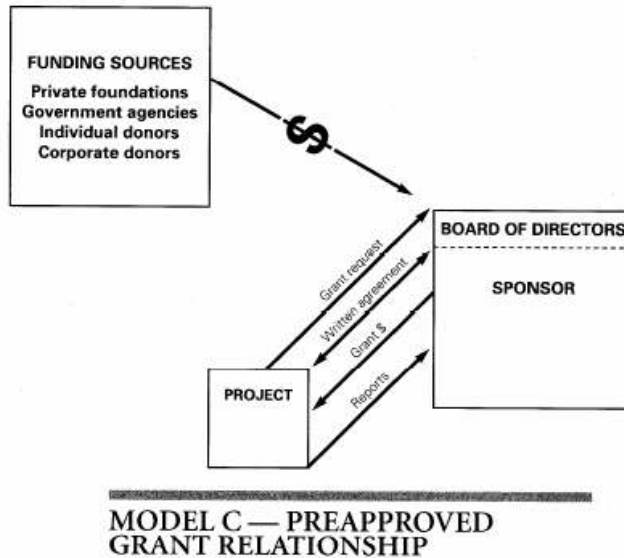 FUNDING SOURCES
Private foundations
Government agencies
Individual donors
Corporate donors
$
BOARD OF DIRECTORS
SPONSOR
Grant request
Written agreement
Grant $
Reports
PROJECT
MODEL C — PREAPPROVED
GRANT RELATIONSHIP